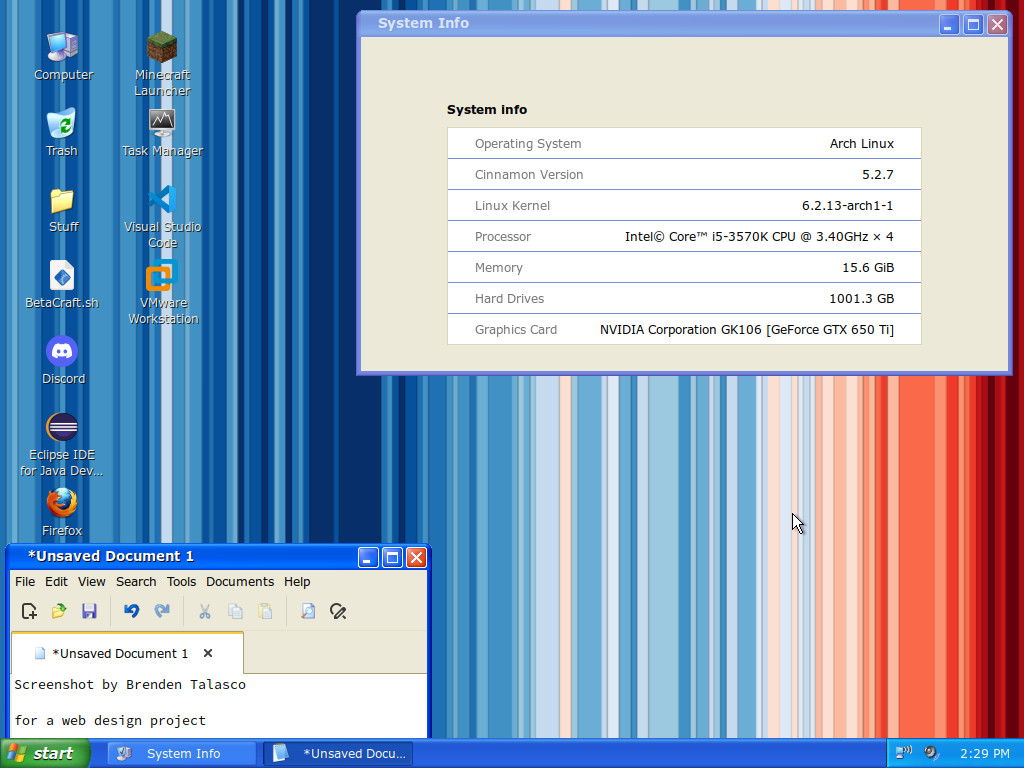 Computer
Minecraft
Launcher
Trash
Task Manager
Stuff
Visual Studio
Code
BetaCraft.sh
VMware
Workstation
Discord
Eclipse IDE
for Java Dev...
Firefox
System Info
System info
Operating System Arch Linux
Cinnamon Version 5.2.7
Linux Kernel 6.2.13-arch1-1
Processor Intel© Core™ i5-3570K CPU @ 3.40GHz × 4
Memory 15.6 GiB
Hard Drives 1001.3 GB
Graphics Card NVIDIA Corporation GK106 [GeForce GTX 650 Ti]
*Unsaved Document 1
File Edit View Search Tools Documents Help
*Unsaved Document 1
Screenshot by Brenden Talasco
for a web design project
start System Info *Unsaved Docu... 2:29 PM